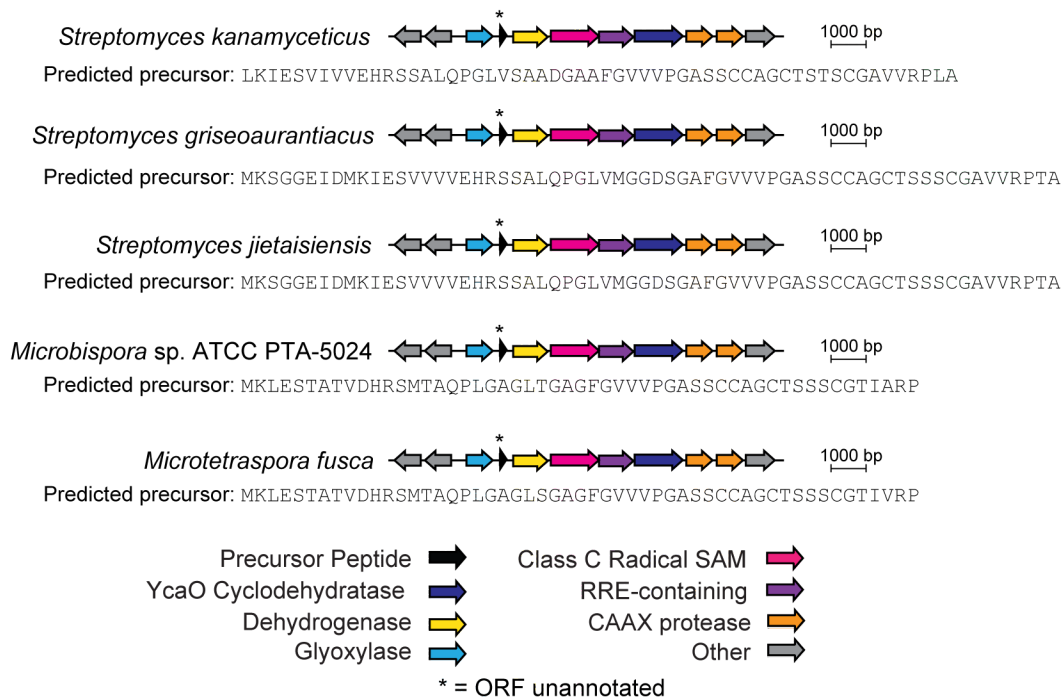 *
Streptomyces kanamyceticus 1000 bp
Predicted precursor: LKIESVIVVEHRSSALQPGLVSAADGAAFGVVVPGASSCCAGCTSTSCGAVVRPLA
*
Streptomyces griseoaurantiacus 1000 bp
Predicted precursor: MKSGGEIDMKIESVVVVEHRSSALQPGLVMGGDSGAFGVVVPGASSCCAGCTSSSCGAVVRPTA
*
Streptomyces jietaisiensis 1000 bp
Predicted precursor: MKSGGEIDMKIESVVVVEHRSSALQPGLVMGGDSGAFGVVVPGASSCCAGCTSSSCGAVVRPTA
*
Microbispora sp. ATCC PTA-5024 1000 bp
Predicted precursor: MKLESTATVDHRSMTAQPLGAGLTGAGFGVVVPGASSCCAGCTSSSCGTIARP
*
Microtetraspora fusca 1000 bp
Predicted precursor: MKLESTATVDHRSMTAQPLGAGLSGAGFGVVVPGASSCCAGCTSSSCGTIVRP
Precursor Peptide Class C Radical SAM
YcaO Cyclodehydratase RRE-containing
Dehydrogenase CAAX protease
Glyoxylase Other
* = ORF unannotated